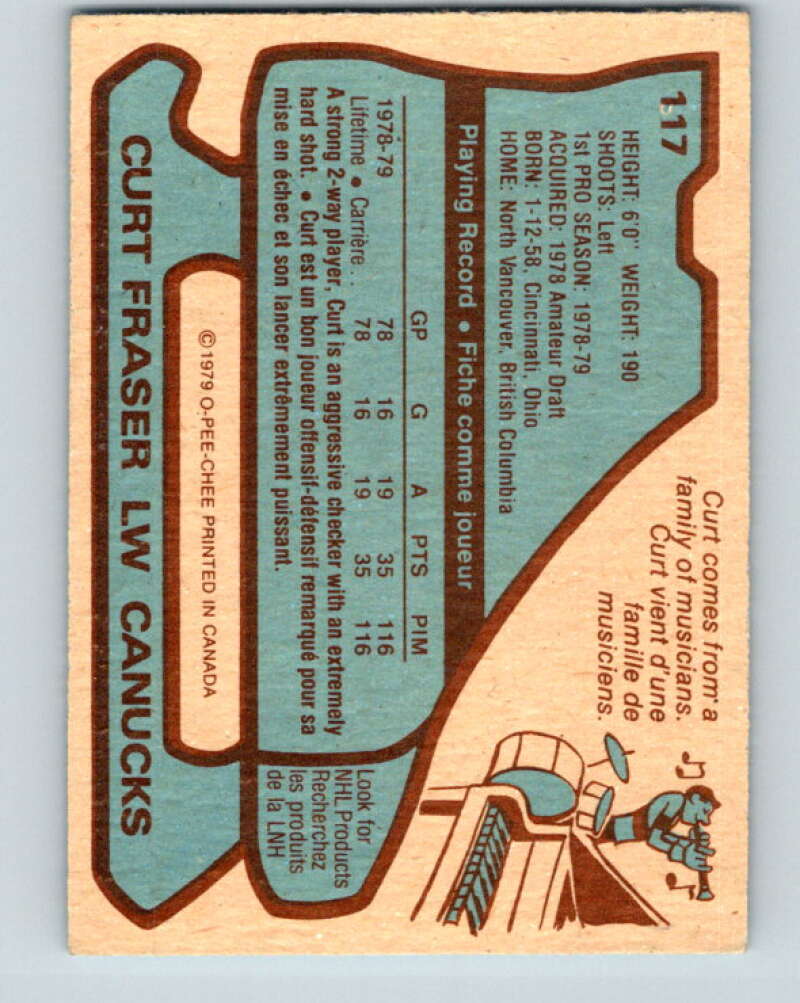 117
HEIGHT: 6'0" WEIGHT: 190
SHOOTS: Left
1st PRO SEASON: 1978-79
ACQUIRED: 1978 Amateur Draft
BORN: 1-12-58, Cincinnati, Ohio
HOME: North Vancouver, British Columbia
Curt comes from a
family of musicians.
Curt vient d'une
famille de
musiciens.
Playing Record • Fiche comme joueur
GP G A PTS PIM
1978-79 78 16 19 35 116
Lifetime • Carrière . . 78 16 19 35 116
A strong 2-way player, Curt is an aggressive checker with an extremely
hard shot. • Curt est un bon joueur offensif-défensif remarqué pour sa
mise en échec et son lancer extrêmement puissant.
Look for
NHL Products
Recherchez
les produits
de la LNH
©1979 O-PEE-CHEE PRINTED IN CANADA
CURT FRASER LW CANUCKS